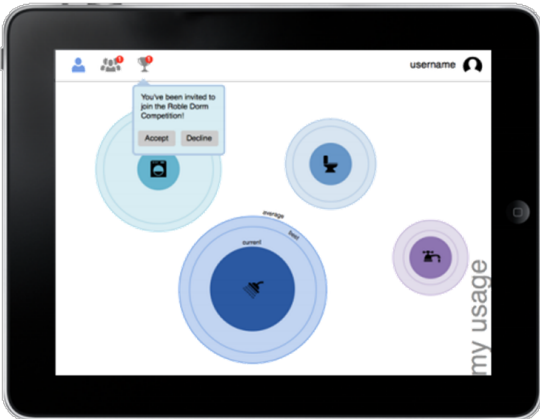 username
You've been invited to
join the Roble Dorm
Competition!
Accept Decline
average
best
current
my usage